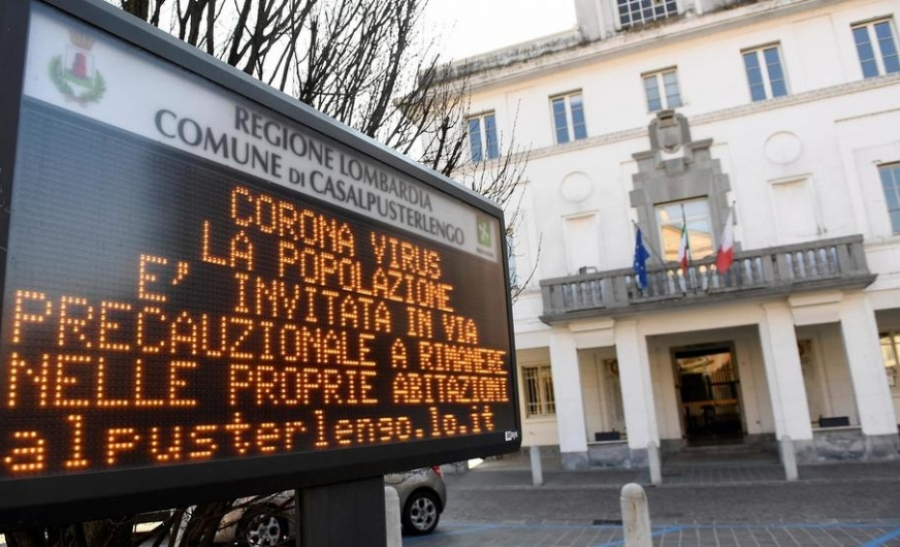 REGIONE LOMBARDIA
COMUNE DI CASALPUSTERLENGO
COROMA VIRUS
LA POPOLAZIONE
E' INVITATA IN VIA
PRECAUZIONALE A RIMANERE
NELLE PROPRIE ABITAZIONI
alpusterlengo.lo.it